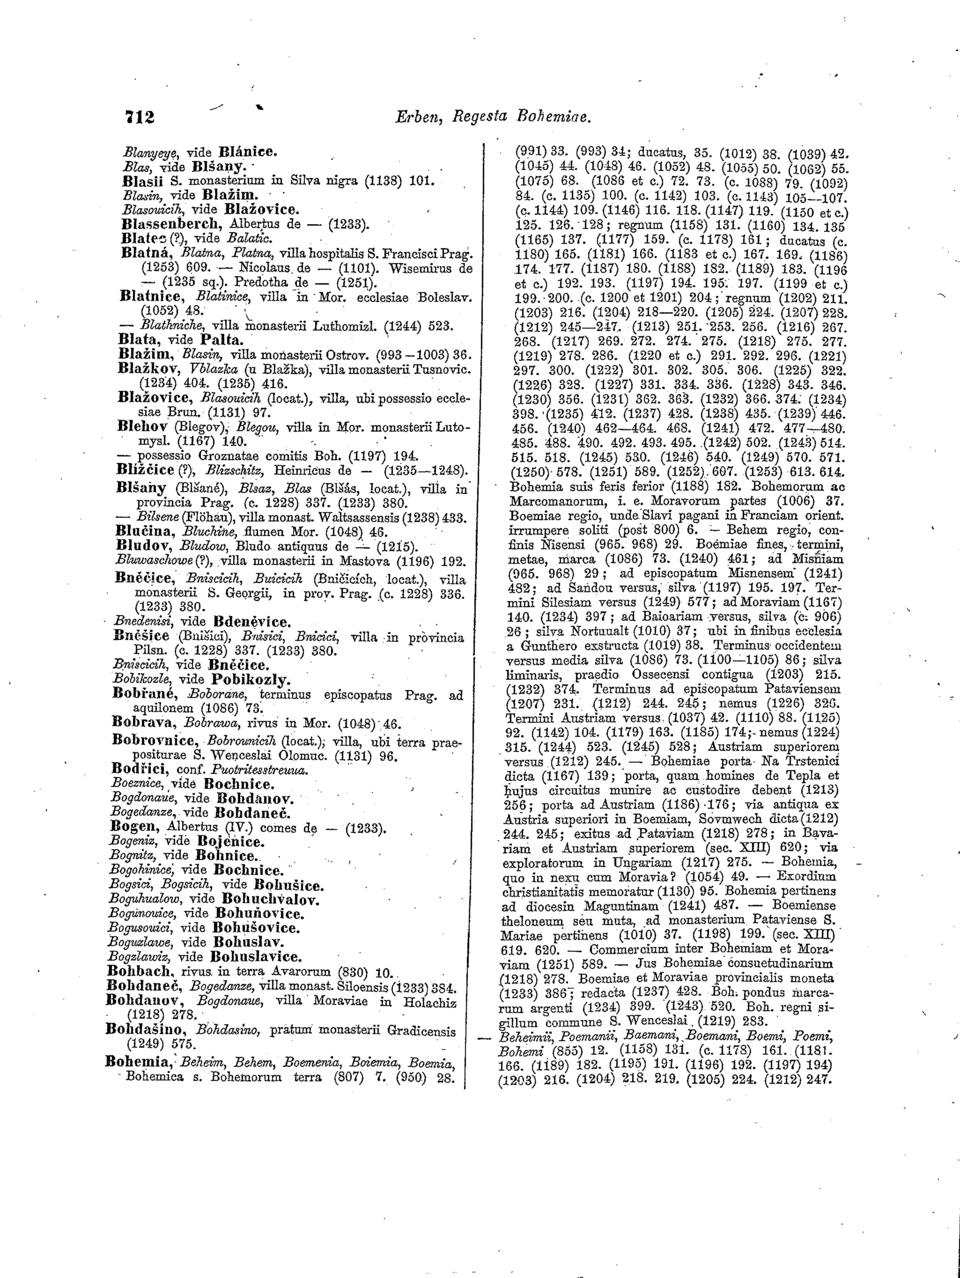 712
Erben, Regesta Bohemiae.
Blanyeye, vide Blánice.
Blas, vide Blšany.
Blasii S. monasterium in Silva nigra (1138) 101.
Blasin, vide Blažim.
Blasowicih, vide Blažovice.
Blassenberch, Albertus de — (1233).
Blatec (?), vide Balatic.
Blatná, Blatna, Platna, villa hospitalis S. Francisci Prag.
(1253) 609. — Nicolaus de — (1101). Wisemirus de
— (1235 sq.). Predotha de — (1251).
Blatnice, Blatinice, villa in Mor. ecclesiae Boleslav.
(1052) 48.
— Blathniche, villa monasterii Luthomizl. (1244) 523.
Blata, vide Palta.
Blažim, Blasin, villa monasterii Ostrov. (993—1003) 36.
Blažkov, Vblazka (u Blažka), villa monasterii Tusnovic.
(1234) 404. (1235) 416.
Blažovice, Blasouicih (locat.), villa, ubi possessio eccle-
siae Brun. (1131) 97.
Blehov (Blegov), Blegou, villa in Mor. monasterii Luto-
mysl. (1167) 140.
— possessio Groznatae comitis Boh. (1197) 194.
Blížčice (?), Blizschitz, Heinricus de — (1235—1248).
Blšany (Blšané), Blsaz, Blas (Blšás, locat.), villa in
provincia Prag. (c. 1228) 337. (1233) 380.
— Bilsene (Flöhau), villa monast. Waltsassensis (1238) 433.
Blučina, Bluchine, flumen Mor. (1048) 46.
Bludov, Bludow, Bludo antiquus de — (1215).
Bluwaschowe (?), villa monasterii in Mastova (1196) 192.
Bněčice, Bniscicih, Buicicih (Bničicích, locat.), villa
monasterii S. Georgii, in prov. Prag. (c. 1228) 336.
(1233) 380.
Bnedenisi, vide Bdeněvice.
Bněšice (Bnišici), Bnisici, Bnicici, villa in provincia
Pilsn. (c. 1228) 337. (1233) 380.
Bniscicih, vide Bněčice.
Bobikozle, vide Pobikozly.
Bobřané, Boborane, terminus episcopatus Prag. ad
aquilonem (1086) 73.
Bobrava, Bobrawa, rivus in Mor. (1048) 46.
Bobrovnice, Bobrownicih (locat.), villa, ubi terra prae-
positurae S. Wenceslai Olomuc. (1131) 96.
Bodřici, conf. Puotritesstreuua.
Boeznice, vide Bochnice.
Bogdonaue, vide Bohdanov.
Bogedanze, vide Bohdaneč.
Bogen, Albertus (IV.) comes de — (1233).
Bogeniz, vide Bojenice.
Bognitz, vide Bohnice.
Bogohinice, vide Bochnice.
Bogsici, Bogsicih, vide Bohušice.
Boguhualow, vide Bohuchvalov.
Bogunowice, vide Bohuňovice.
Bogusouici, vide Bohušovice.
Boguzlawe, vide Bohuslav.
Bogzlawiz, vide Bohuslavice.
Bohbach, rivus in terra Avarorum (830) 10.
Bohdaneč, Bogedanze, villa monast. Siloensis (1233) 384.
Bohdanov, Bogdonaue, villa Moraviae in Holachiz
(1218) 278.
Bohdašíno, Bohdasino, pratum monasterii Gradicensis
(1249) 575.
Bohemia, Beheim, Behem, Boemenia, Boiemia, Boemia,
Bohemica s. Bohemorum terra (807) 7. (950) 28.
(991) 33. (993) 34; ducatus, 35. (1012) 38. (1039) 42.
(1045) 44. (1048) 46. (1052) 48. (1055) 50. (1062) 55.
(1075) 68. (1086 et c.) 72. 73. (c. 1088) 79. (1092)
84. (c. 1135) 100. (c. 1142) 103. (c. 1143) 105—107.
(c. 1144) 109. (1146) 116. 118. (1147) 119. (1150 et c.)
125. 126. 128; regnum (1158) 131. (1160) 134. 135
(1165) 137. (1177) 159. (c. 1178) 161; ducatus (c.
1180) 165. (1181) 166. (1183 et c.) 167. 169. (1186)
174. 177. (1187) 180. (1188) 182. (1189) 183. (1196
et c.) 192. 193. (1197) 194. 195. 197. (1199 et c.)
199. 200. (c. 1200 et 1201) 204; regnum (1202) 211.
(1203) 216. (1204) 218—220. (1205) 224. (1207) 228.
(1212) 245—247. (1213) 251. 253. 256. (1216) 267.
268. (1217) 269. 272. 274. 275. (1218) 275. 277.
(1219) 278. 286. (1220 et c.) 291. 292. 296. (1221)
297. 300. (1222) 301. 302. 305. 306. (1225) 322.
(1226) 328. (1227) 331. 334. 336. (1228) 343. 346.
(1230) 356. (1231) 362. 363. (1232) 366. 374. (1234)
398. (1235) 412. (1237) 428. (1238) 435. (1239) 446.
456. (1240) 462—464. 468. (1241) 472. 477—480.
485. 488. 490. 492. 493. 495. (1242) 502. (1243) 514.
515. 518. (1245) 530. (1246) 540. (1249) 570. 571.
(1250) 578. (1251) 589. (1252) 607. (1253) 613. 614.
Bohemia suis feris ferior (1188) 182. Bohemorum ac
Marcomanorum, i. e. Moravorum partes (1006) 37.
Boemiae regio, unde Slavi pagani in Franciam orient.
irrumpere soliti (post 800) 6. — Behem regio, con-
finis Nisensi (965. 968) 29. Boémiae fines, termini,
metae, marca (1086) 73. (1240) 461; ad Misniam
(965. 968) 29; ad episcopatum Misnensem (1241)
482; ad Sandou versus, silva (1197) 195. 197. Ter-
mini Silesiam versus (1249) 577; ad Moraviam (1167)
140. (1234) 397; ad Baioariam versus, silva (c. 906)
26; silva Nortuualt (1010) 37; ubi in finibus ecclesia
a Gunthero exstructa (1019) 38. Terminus occidentem
versus media silva (1086) 73. (1100—1105) 86; silva
liminaris, praedio Ossecensi contigua (1203) 215.
(1232) 374. Terminus ad episcopatum Pataviensem
(1207) 231. (1212) 244. 245; nemus (1226) 326.
Termini Austriam versus (1037) 42. (1110) 88. (1125)
92. (1142) 104. (1179) 163. (1185) 174; nemus (1224)
315. (1244) 523. (1245) 528; Austriam superiorem
versus (1212) 245. — Bohemiae porta Na Trstenici
dicta (1167) 139; porta, quam homines de Tepla et
hujus circuitus munire ac custodire debent (1213)
256; porta ad Austriam (1186) 176; via antiqua ex
Austria superiori in Boemiam, Sovmwech dicta (1212)
244. 245; exitus ad Pataviam (1218) 278; in Bava-
riam et Austriam superiorem (sec. XIII) 620; via
exploratorum in Ungariam (1217) 275. — Bohemia,
quo in nexu cum Moravia? (1054) 49. — Exordium
christianitatis memoratur (1130) 95. Bohemia pertinens
ad diocesin Maguntinam (1241) 487. — Boemiense
theloneum seu muta, ad monasterium Pataviense S.
Mariae pertinens (1010) 37. (1198) 199. (sec. XIII)
619. 620. — Commercium inter Bohemiam et Mora-
viam (1251) 589. — Jus Bohemiae consuetudinarium
(1218) 278. Boemiae et Moraviae provincialis moneta
(1233) 386; redacta (1237) 428. Boh. pondus marca-
rum argenti (1234) 399. (1243) 520. Boh. regni si-
gillum commune S. Wenceslai (1219) 283.
— Beheimii, Poemanii, Baemani, Boemani, Boemi, Poemi,
Bohemi (855) 12. (1158) 131. (c. 1178) 161. (1181.
166. (1189) 182. (1195) 191. (1196) 192. (1197) 194)
(1203) 216. (1204) 218. 219. (1205) 224. (1212) 247.